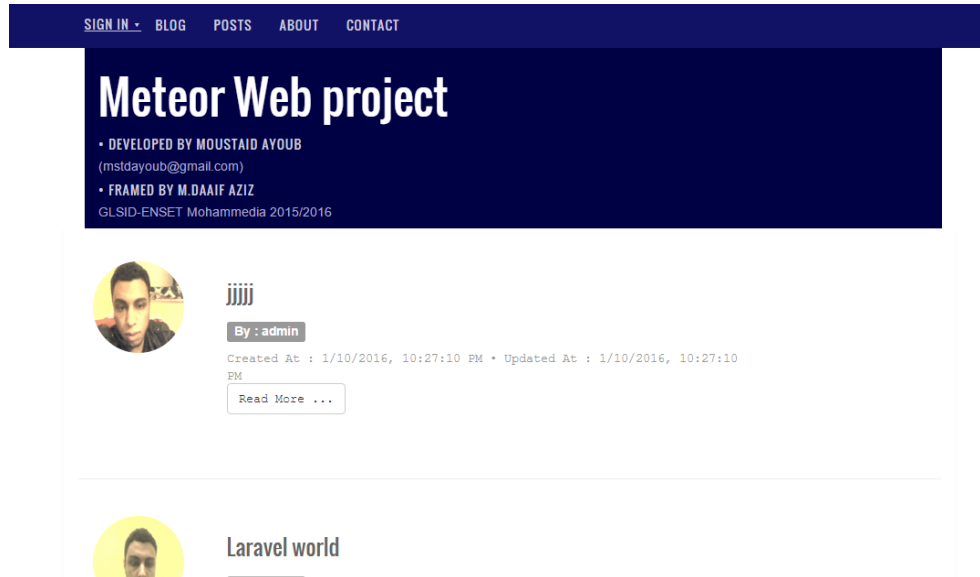 SIGN IN ▾ BLOG POSTS ABOUT CONTACT
Meteor Web project
• DEVELOPED BY MOUSTAID AYOUB
(mstdayoub@gmail.com)
• FRAMED BY M.DAAIF AZIZ
GLSID-ENSET Mohammedia 2015/2016
jjjjj
By : admin
Created At : 1/10/2016, 10:27:10 PM • Updated At : 1/10/2016, 10:27:10
PM
Read More ...
Laravel world